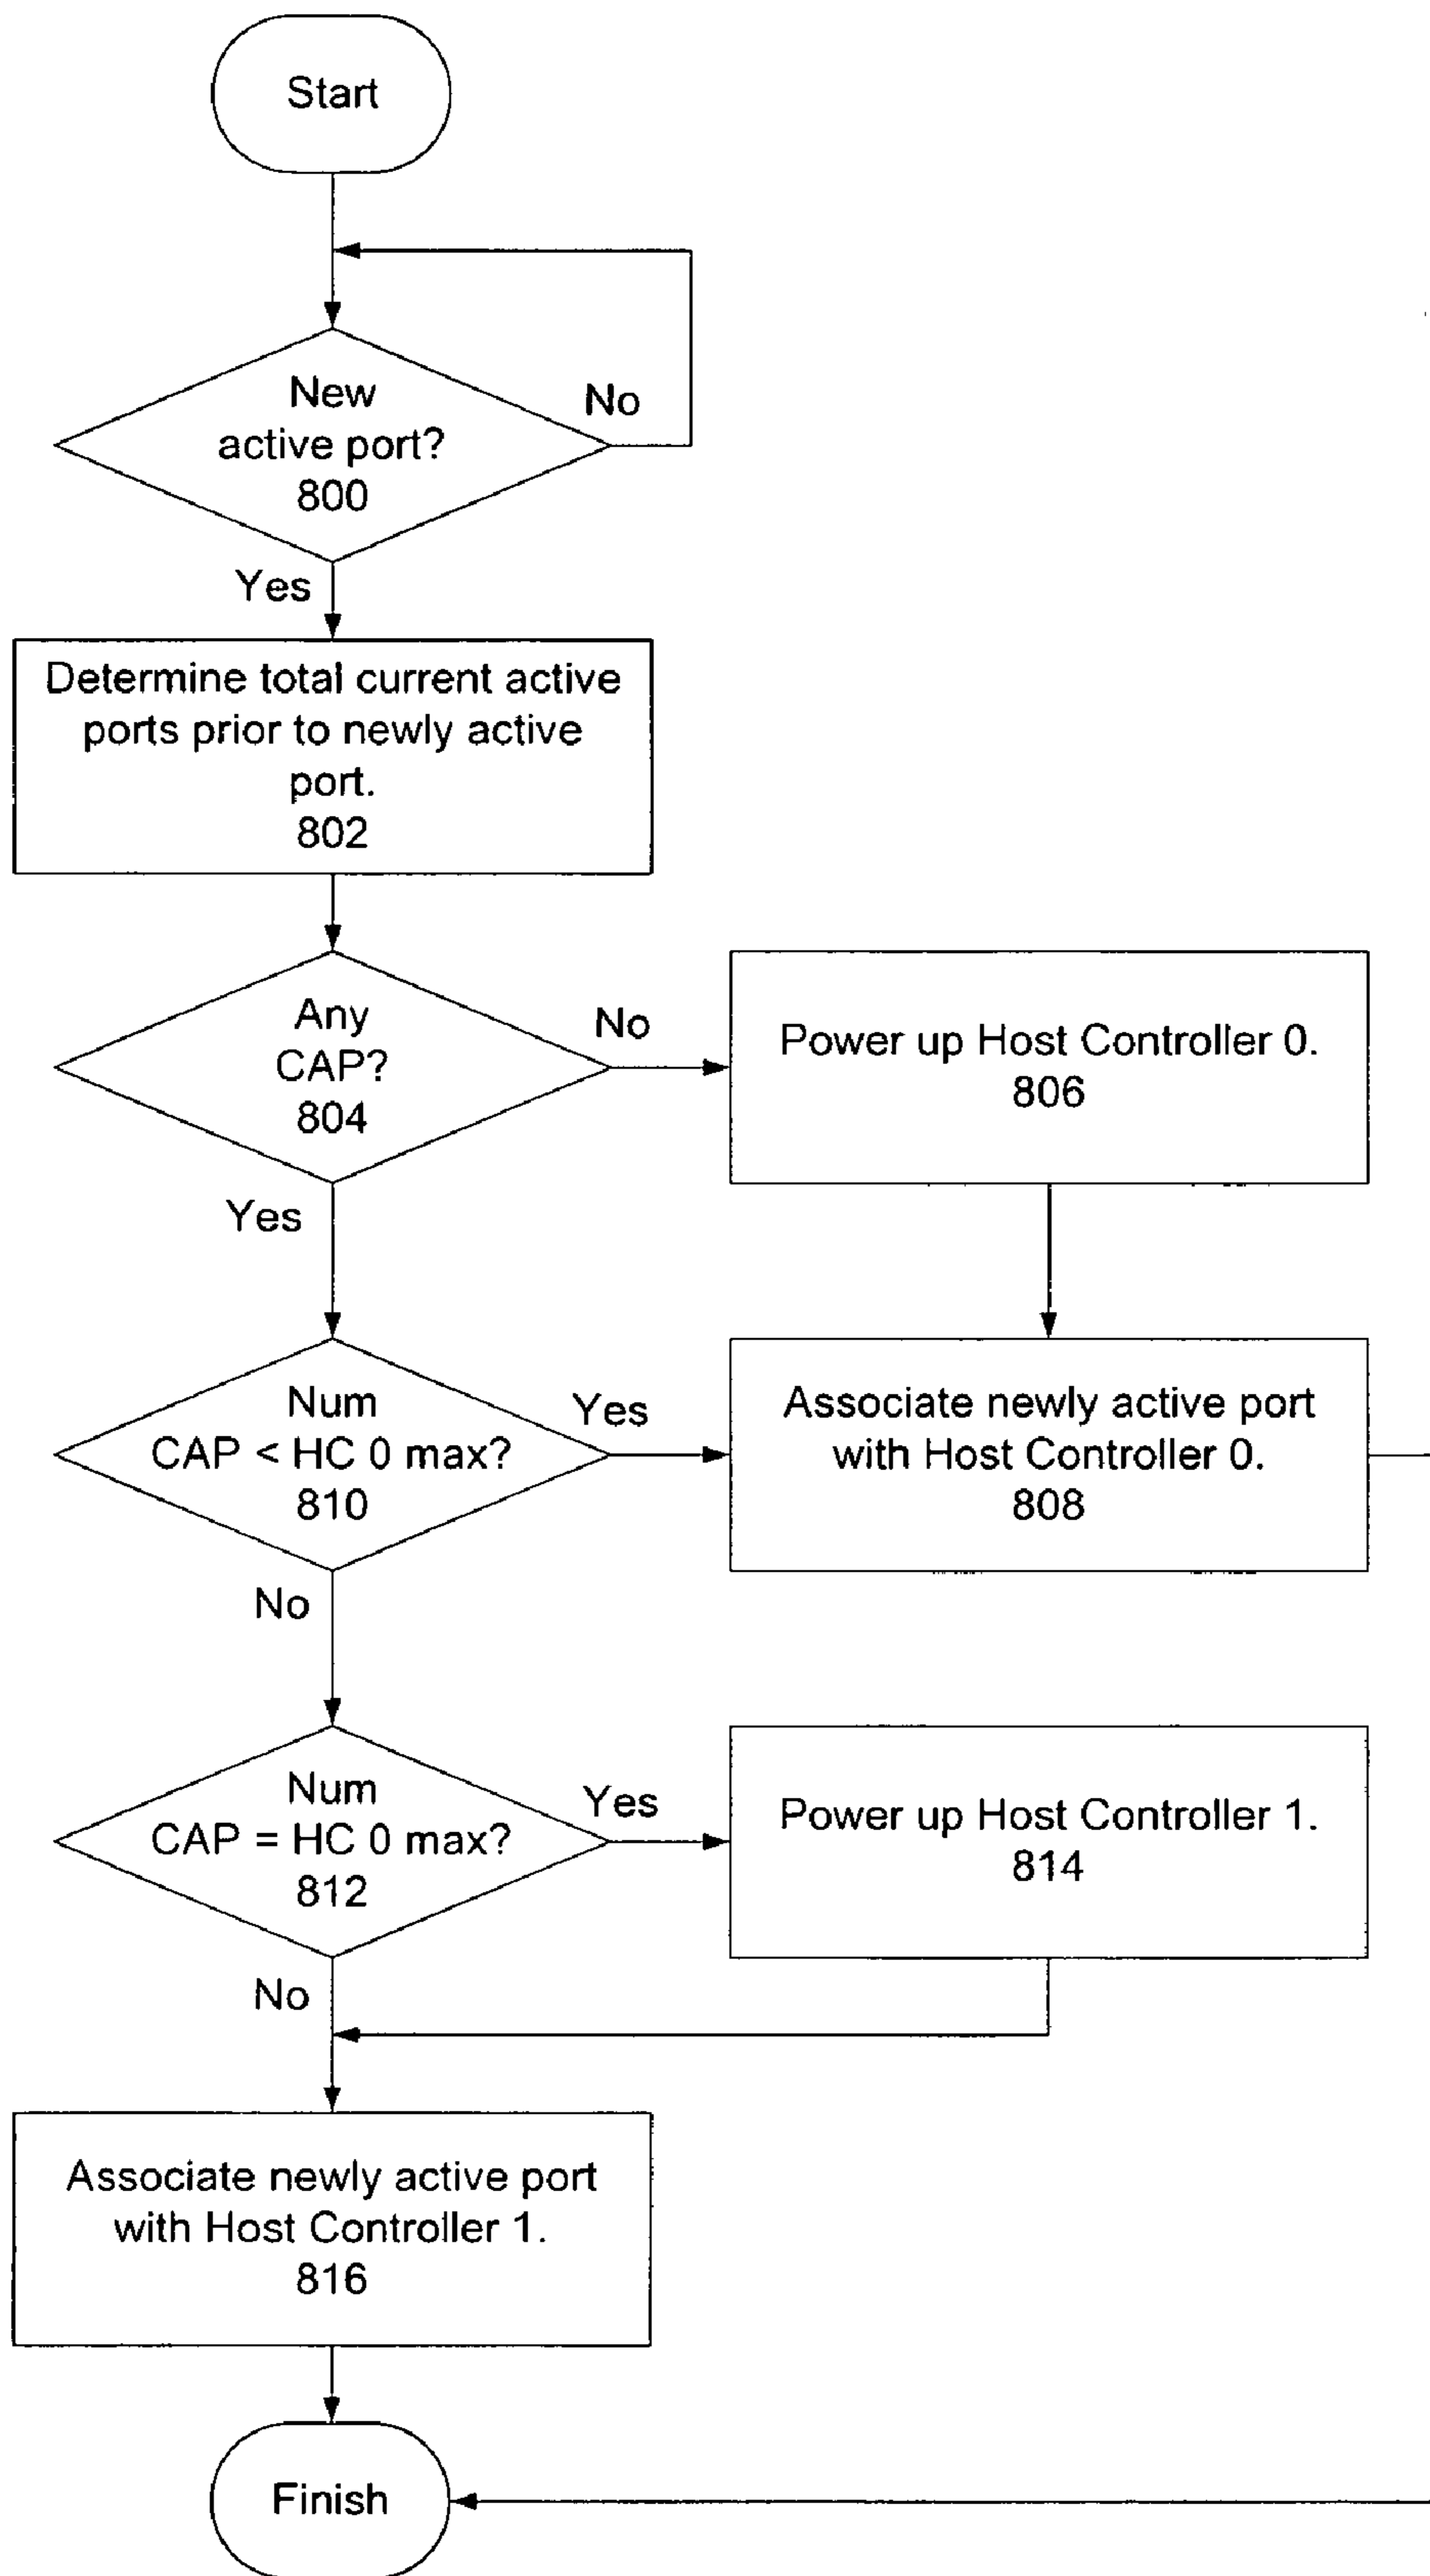 Start
New
active port?
800
No
Yes
Determine total current active
ports prior to newly active
port.
802
Any
CAP?
804
No
Power up Host Controller 0.
806
Yes
Num
CAP < HC 0 max?
810
Yes
Associate newly active port
with Host Controller 0.
808
No
Num
CAP = HC 0 max?
812
Yes
Power up Host Controller 1.
814
No
Associate newly active port
with Host Controller 1.
816
Finish